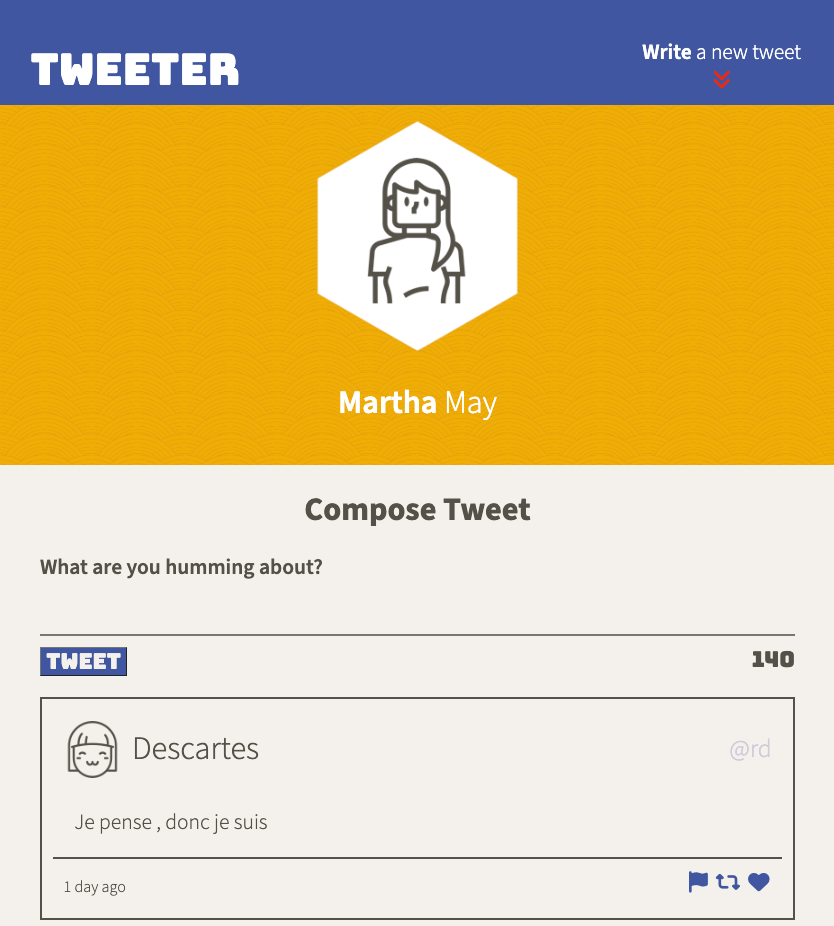 TWEETER
Write a new tweet
Martha May
Compose Tweet
What are you humming about?
TWEET
140
Descartes
@rd
Je pense , donc je suis
1 day ago